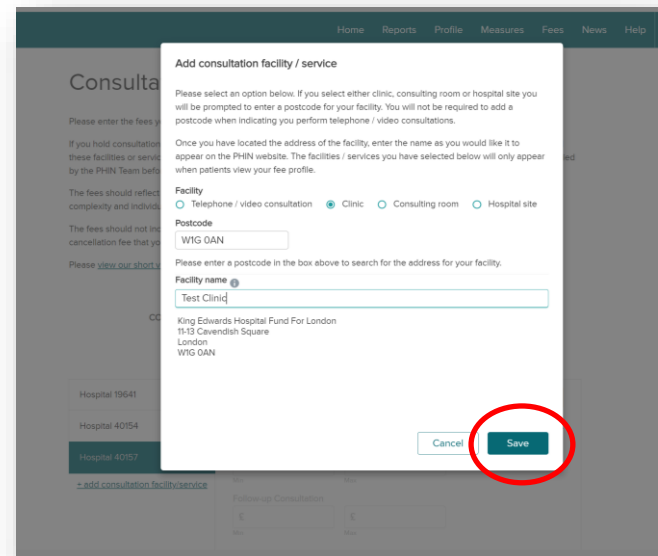 Home Reports Profile Measures Fees News Help
Consulta
Please enter the fees y
If you hold consultation
these facilities or servic
by the PHIN Team befo
The fees should reflect
complexity and individu
The fees should not inc
cancellation fee that yo
Please view our short v
CO
ed
Add consultation facility / service
Please select an option below. If you select either clinic, consulting room or hospital site you
will be prompted to enter a postcode for your facility. You will not be required to add a
postcode when indicating you perform telephone / video consultations.
Once you have located the address of the facility, enter the name as you would like it to
appear on the PHIN website. The facilities / services you have selected below will only appear
when patients view your fee profile.
Facility
Telephone / video consultation Clinic Consulting room Hospital site
Postcode
W1G 0AN
Please enter a postcode in the box above to search for the address for your facility.
Facility name
Test Clinic
King Edwards Hospital Fund For London
11-13 Cavendish Square
London
W1G 0AN
Cancel Save
Hospital 19641
Hospital 40154
Hospital 40157
+ add consultation facility/service
Min Max
Follow-up Consultation
£ £
Min Max